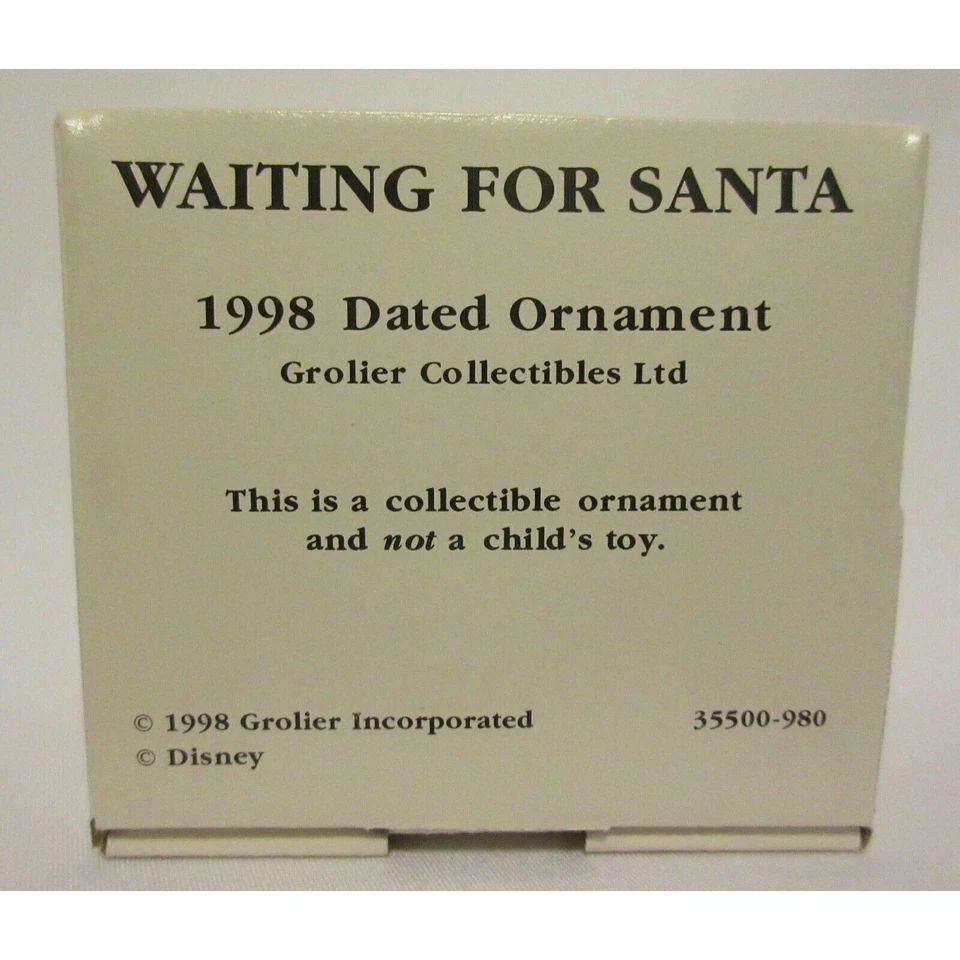 WAITING FOR SANTA
1998 Dated Ornament
Grolier Collectibles Ltd
This is a collectible ornament
and not a child's toy.
© 1998 Grolier Incorporated
35500-980
© Disney